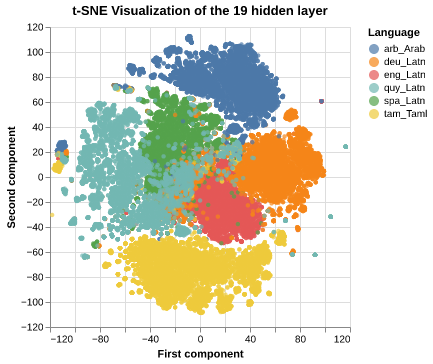 t-SNE Visualization of the 19 hidden layer
Language
arb_Arab
deu_Latn
eng_Latn
quy_Latn
spa_Latn
tam_Taml
Second component
120
100
80
60
40
20
0
−20
−40
−60
−80
−100
−120
−120
−80
−40
0
40
80
120
First component